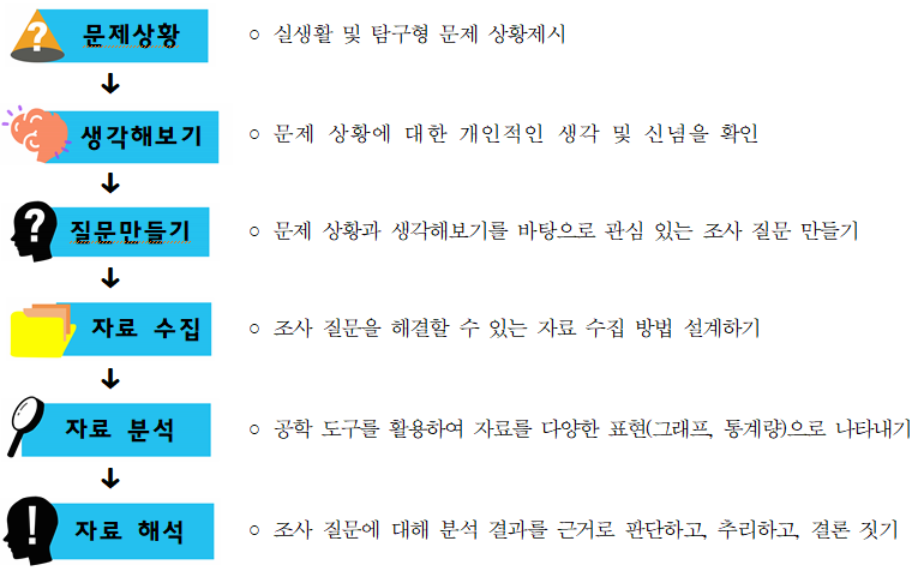 문제상황 ○ 실생활 및 탐구형 문제 상황제시
생각해보기 ○ 문제 상황에 대한 개인적인 생각 및 신념을 확인
질문만들기 ○ 문제 상황과 생각해보기를 바탕으로 관심 있는 조사 질문 만들기
자료 수집 ○ 조사 질문을 해결할 수 있는 자료 수집 방법 설계하기
자료 분석 ○ 공학 도구를 활용하여 자료를 다양한 표현(그래프, 통계량)으로 나타내기
자료 해석 ○ 조사 질문에 대해 분석 결과를 근거로 판단하고, 추리하고, 결론 짓기